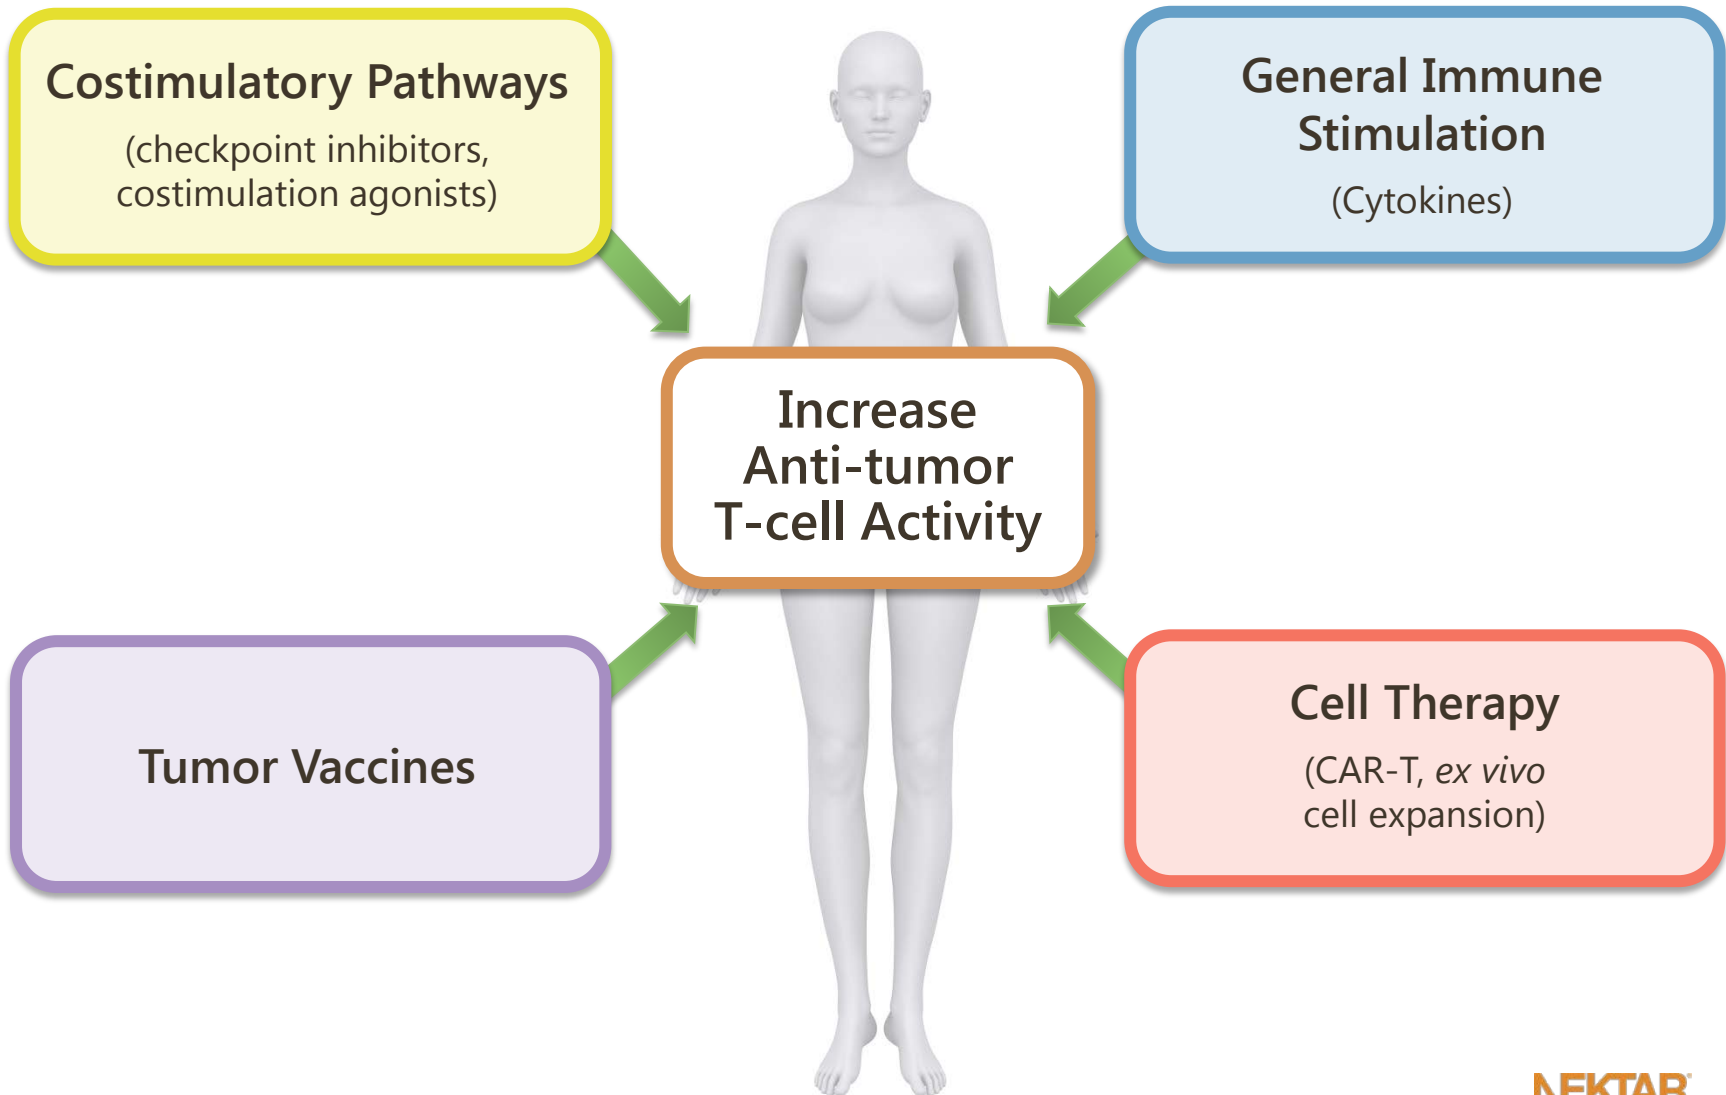 Costimulatory Pathways
(checkpoint inhibitors,
costimulation agonists)
General Immune
Stimulation
(Cytokines)
Increase
Anti-tumor
T-cell Activity
Tumor Vaccines
Cell Therapy
(CAR-T, ex vivo
cell expansion)
NEKTAR